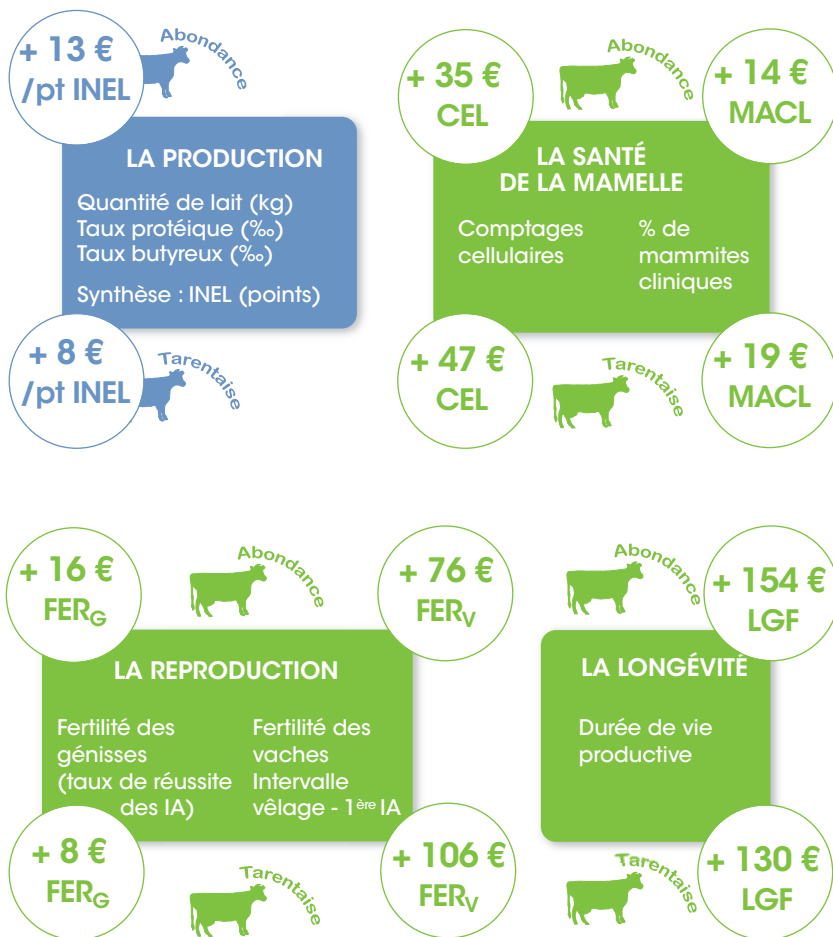 + 13 €
/pt INEL
Abondance
LA PRODUCTION
Quantité de lait (kg)
Taux protéique (‰)
Taux butyreux (‰)
Synthèse : INEL (points)
+ 8 €
/pt INEL
Tarentaise
+ 35 €
CEL
Abondance
+ 14 €
MACL
LA SANTÉ
DE LA MAMELLE
Comptages
cellulaires
% de
mammites
cliniques
+ 47 €
CEL
Tarentaise
+ 19 €
MACL
+ 16 €
FERG
Abondance
+ 76 €
FERV
LA REPRODUCTION
Fertilité des
génisses
(taux de réussite
des IA)
Fertilité des
vaches
Intervalle
vêlage - 1ère IA
+ 8 €
FERG
Tarentaise
+ 106 €
FERV
Abondance
+ 154 €
LGF
LA LONGÉVITÉ
Durée de vie
productive
Tarentaise
+ 130 €
LGF